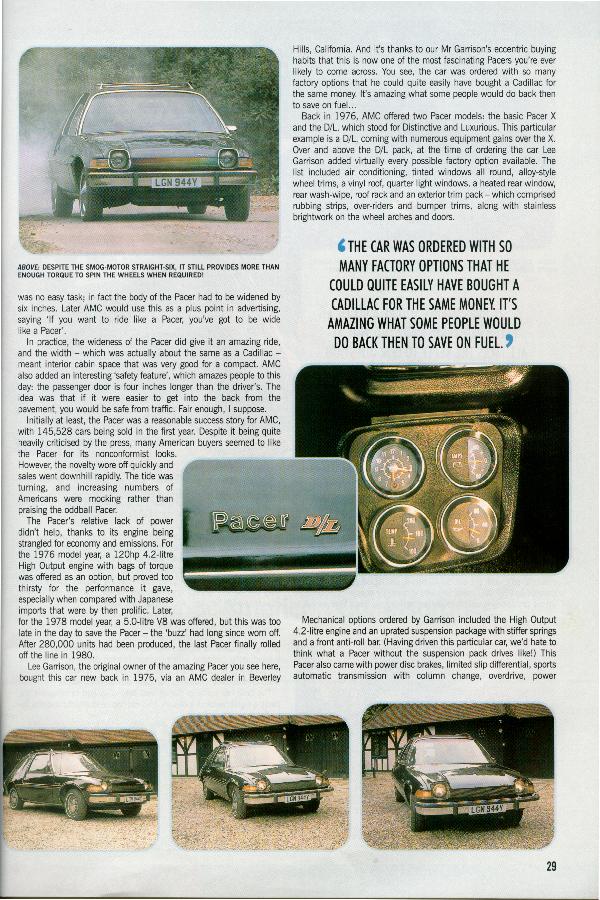 LGN 944Y
ABOVE: DESPITE THE SMOG-MOTOR STRAIGHT-SIX, IT STILL PROVIDES MORE THAN
ENOUGH TORQUE TO SPIN THE WHEELS WHEN REQUIRED!
was no easy task; in fact the body of the Pacer had to be widened by
six inches. Later AMC would use this as a plus point in advertising,
saying 'If you want to ride like a Pacer, you've got to be wide
like a Pacer'.
In practice, the wideness of the Pacer did give it an amazing ride,
and the width – which was actually about the same as a Cadillac –
meant interior cabin space that was very good for a compact. AMC
also added an interesting 'safety feature', which amazes people to this
day: the passenger door is four inches longer than the driver's. The
idea was that if it were easier to get into the back from the
pavement, you would be safe from traffic. Fair enough, I suppose.
Initially at least, the Pacer was a reasonable success story for AMC,
with 145,528 cars being sold in the first year. Despite it being quite
heavily criticised by the press, many American buyers seemed to like
the Pacer for its nonconformist looks.
However, the novelty wore off quickly and
sales went downhill rapidly. The tide was
turning, and increasing numbers of
Americans were mocking rather than
praising the oddball Pacer.
The Pacer's relative lack of power
didn't help, thanks to its engine being
strangled for economy and emissions. For
the 1976 model year, a 120hp 4.2-litre
High Output engine with bags of torque
was offered as an option, but proved too
thirsty for the performance it gave,
especially when compared with Japanese
imports that were by then prolific. Later,
for the 1978 model year, a 5.0-litre V8 was offered, but this was too
late in the day to save the Pacer – the 'buzz' had long since worn off.
After 280,000 units had been produced, the last Pacer finally rolled
off the line in 1980.
Lee Garrison, the original owner of the amazing Pacer you see here,
bought this car new back in 1976, via an AMC dealer in Beverley
Pacer D/L
Hills, California. And it's thanks to our Mr Garrison's eccentric buying
habits that this is now one of the most fascinating Pacers you're ever
likely to come across. You see, the car was ordered with so many
factory options that he could quite easily have bought a Cadillac for
the same money. It's amazing what some people would do back then
to save on fuel...
Back in 1976, AMC offered two Pacer models: the basic Pacer X
and the D/L, which stood for Distinctive and Luxurious. This particular
example is a D/L, coming with numerous equipment gains over the X.
Over and above the D/L pack, at the time of ordering the car Lee
Garrison added virtually every possible factory option available. The
list included air conditioning, tinted windows all round, alloy-style
wheel trims, a vinyl roof, quarter light windows, a heated rear window,
rear wash-wipe, roof rack and an exterior trim pack – which comprised
rubbing strips, over-riders and bumper trims, along with stainless
brightwork on the wheel arches and doors.
‘THE CAR WAS ORDERED WITH SO
MANY FACTORY OPTIONS THAT HE
COULD QUITE EASILY HAVE BOUGHT A
CADILLAC FOR THE SAME MONEY. IT'S
AMAZING WHAT SOME PEOPLE WOULD
DO BACK THEN TO SAVE ON FUEL.’
AMPS
TEMP
OIL
Mechanical options ordered by Garrison included the High Output
4.2-litre engine and an uprated suspension package with stiffer springs
and a front anti-roll bar. (Having driven this particular car, we'd hate to
think what a Pacer without the suspension pack drives like!) This
Pacer also came with power disc brakes, limited slip differential, sports
automatic transmission with column change, overdrive, power
LGN 944Y
LGN 944Y
LGN 944Y
29